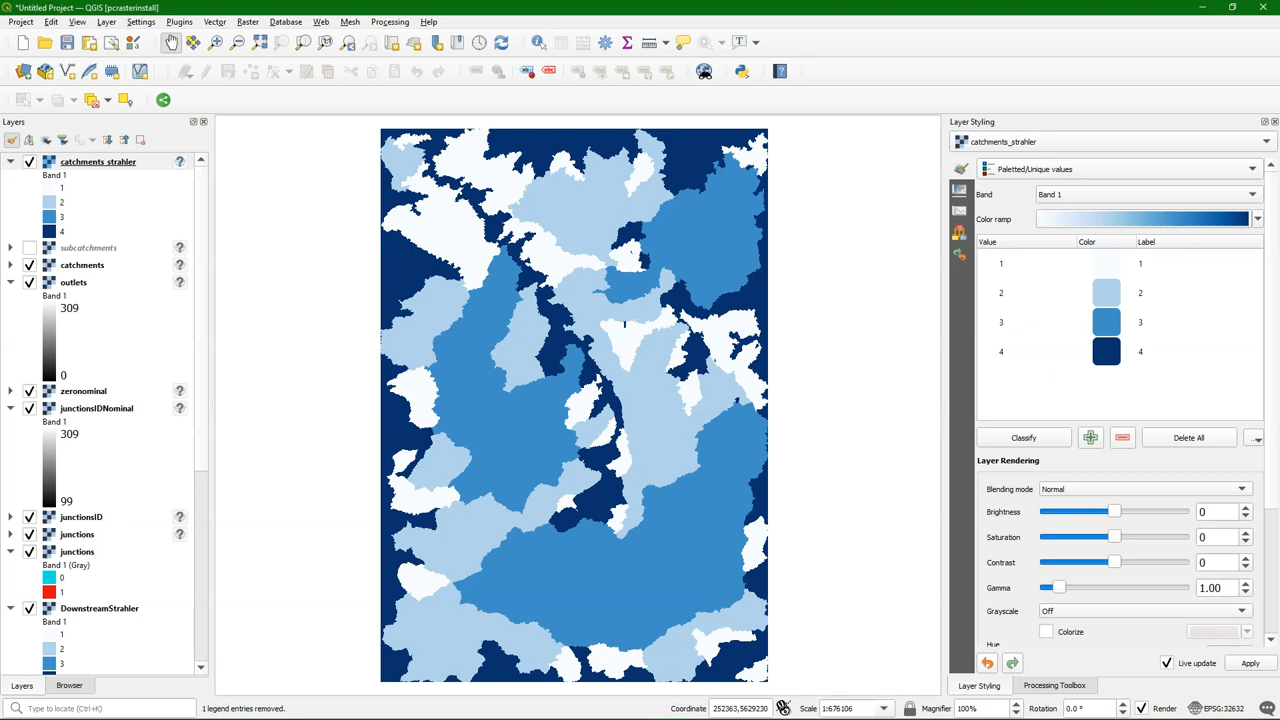 *Untitled Project — QGIS [pcrasterinstall]
Project Edit View Layer Settings Plugins Vector Raster Database Web Mesh Processing Help
Layers
catchments_strahler
Band 1
1
2
3
4
subcatchments
catchments
outlets
Band 1
309
0
zeronominal
junctionsIDNominal
Band 1
309
99
junctionsID
junctions
junctions
Band 1 (Gray)
0
1
DownstreamStrahler
Band 1
1
2
3
Layers Browser
Layer Styling
catchments_strahler
Paletted/Unique values
Band Band 1
Color ramp
Value Color Label
1 1
2 2
3 3
4 4
Classify Delete All ...
Layer Rendering
Blending mode Normal
Brightness 0
Saturation 0
Contrast 0
Gamma 1.00
Grayscale Off
Colorize
Hue
Live update Apply
Layer Styling Processing Toolbox
Type to locate (Ctrl+K) 1 legend entries removed. Coordinate 252363,5629230 Scale 1:676106 Magnifier 100% Rotation 0.0 ° Render EPSG:32632